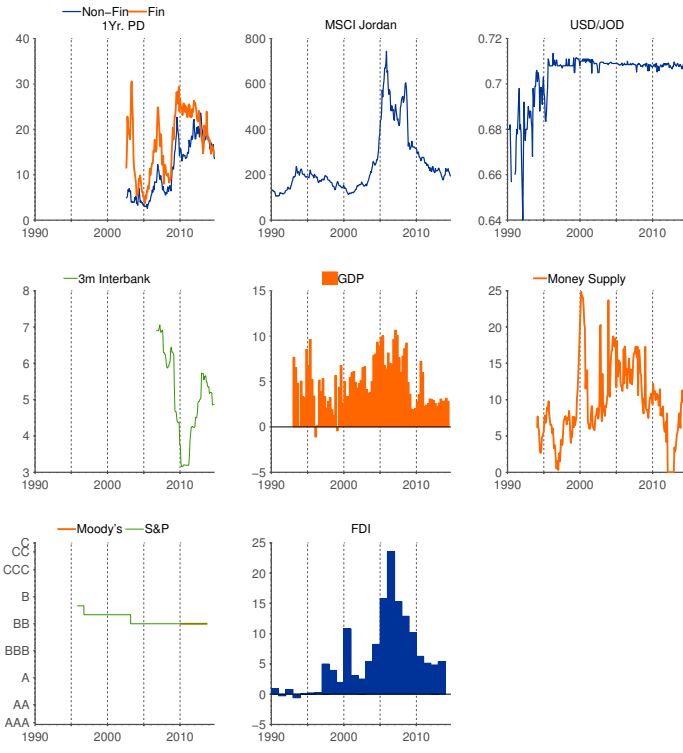 Non−Fin Fin
1Yr. PD
40
30
20
10
0
1990 2000 2010
MSCI Jordan
800
600
400
200
0
1990 2000 2010
USD/JOD
0.72
0.7
0.68
0.66
0.64
1990 2000 2010
3m Interbank
8
7
6
5
4
3
1990 2000 2010
GDP
15
10
5
0
−5
1990 2000 2010
Money Supply
25
20
15
10
5
0
1990 2000 2010
Moody's S&P
C
CC
CCC
B
BB
BBB
A
AA
AAA
1990 2000 2010
FDI
25
20
15
10
5
0
−5
1990 2000 2010